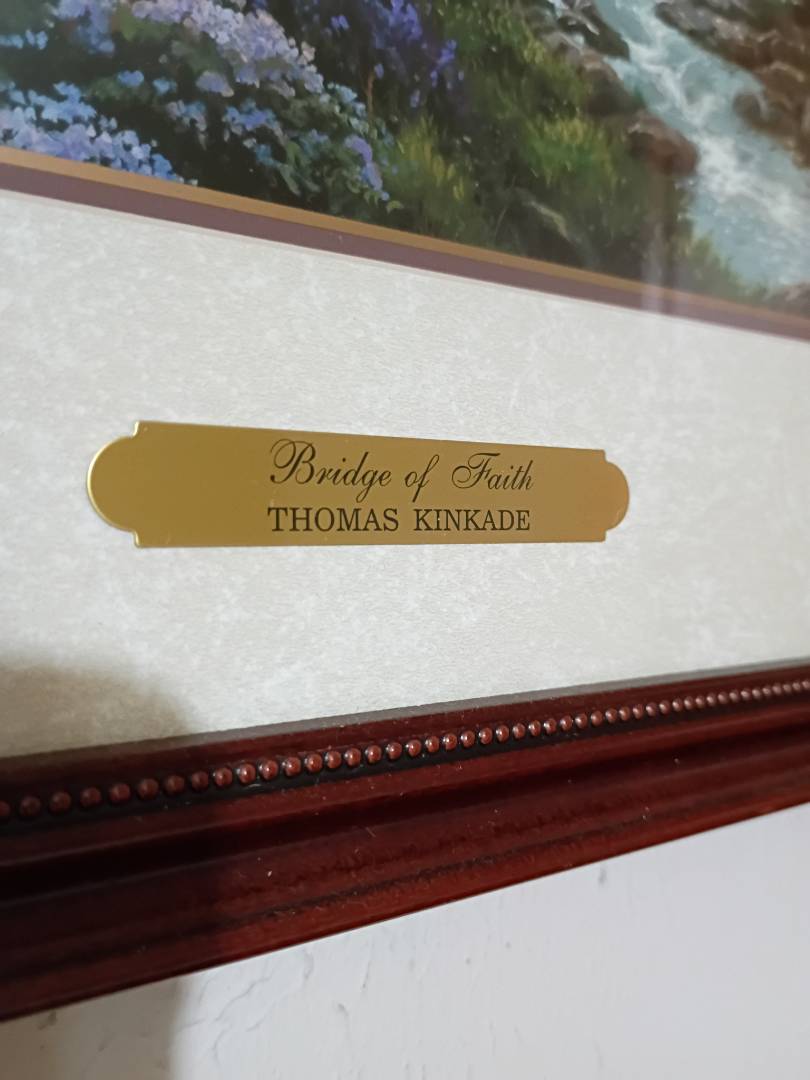 Bridge of Faith
THOMAS KINKADE